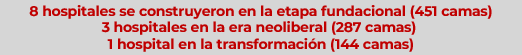 8 hospitales se construyeron en la etapa fundacional (451 camas)
3 hospitales en la era neoliberal (287 camas)
1 hospital en la transformación (144 camas)